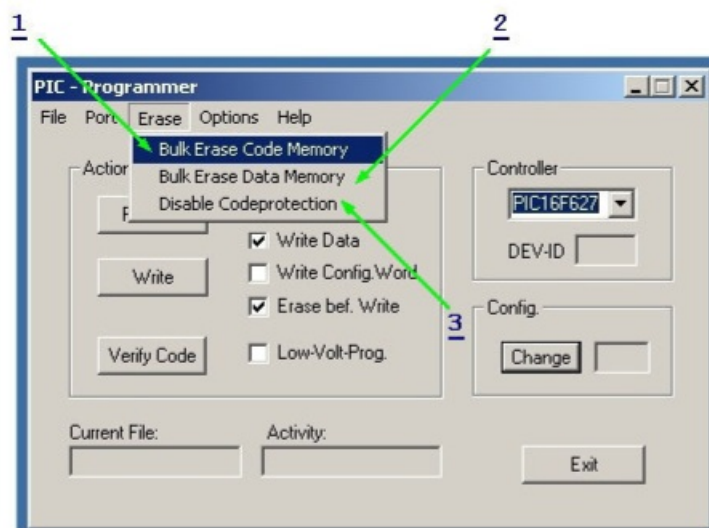 1
2
PIC - Programmer
File Port Erase Options Help
Bulk Erase Code Memory
Bulk Erase Data Memory
Disable Codeprotection
Action
Controller
PIC16F627
DEV-ID
Write Data
Write
Write Config.Word
Erase bef. Write
3
Config.
Verify Code
Low-Volt-Prog.
Change
Current File:
Activity:
Exit